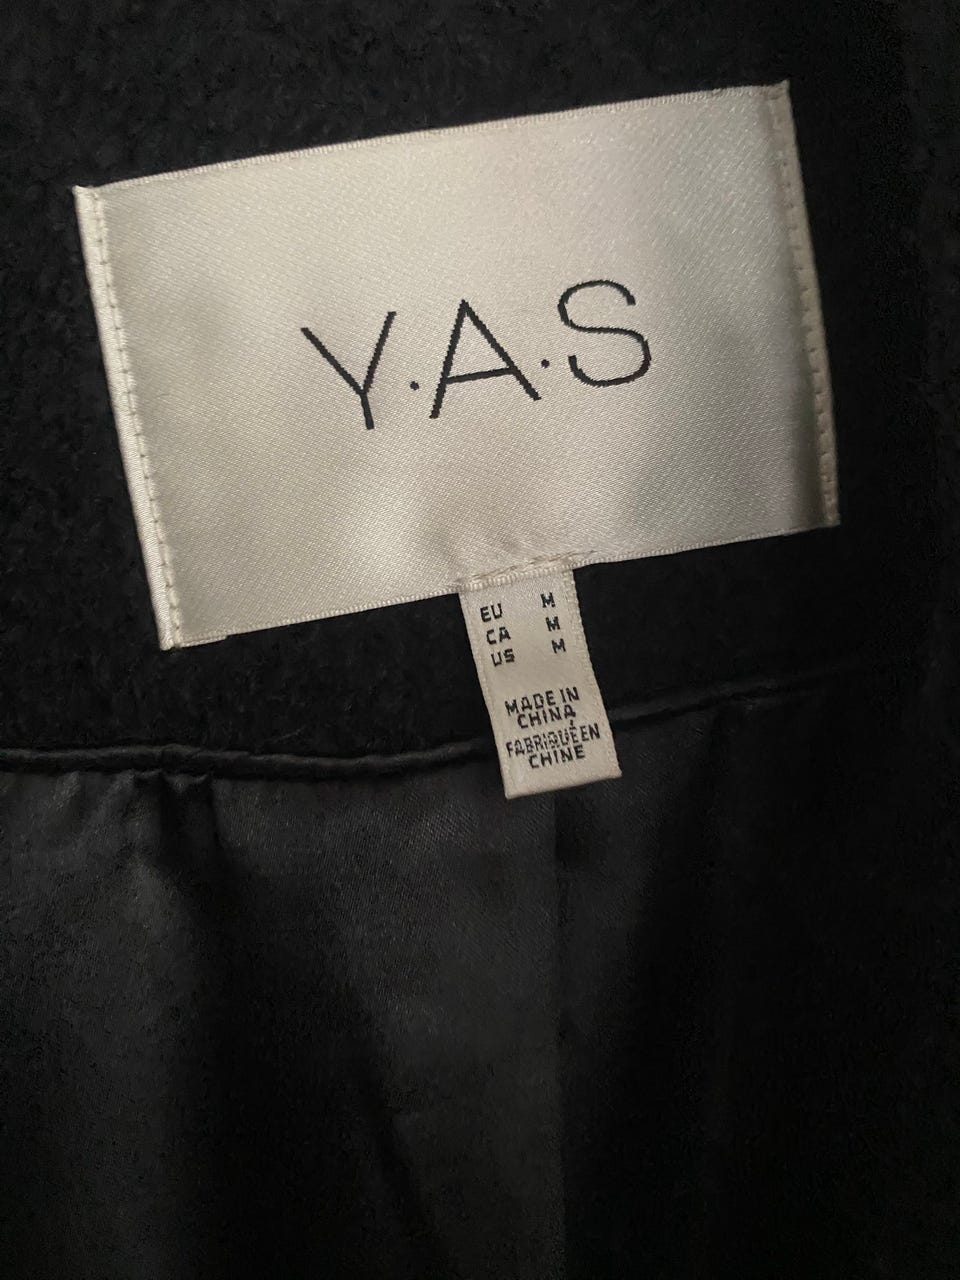 Y·A·S
EU M
CA M
US M
MADE IN
CHINA
FABRIQUÉ EN
CHINE